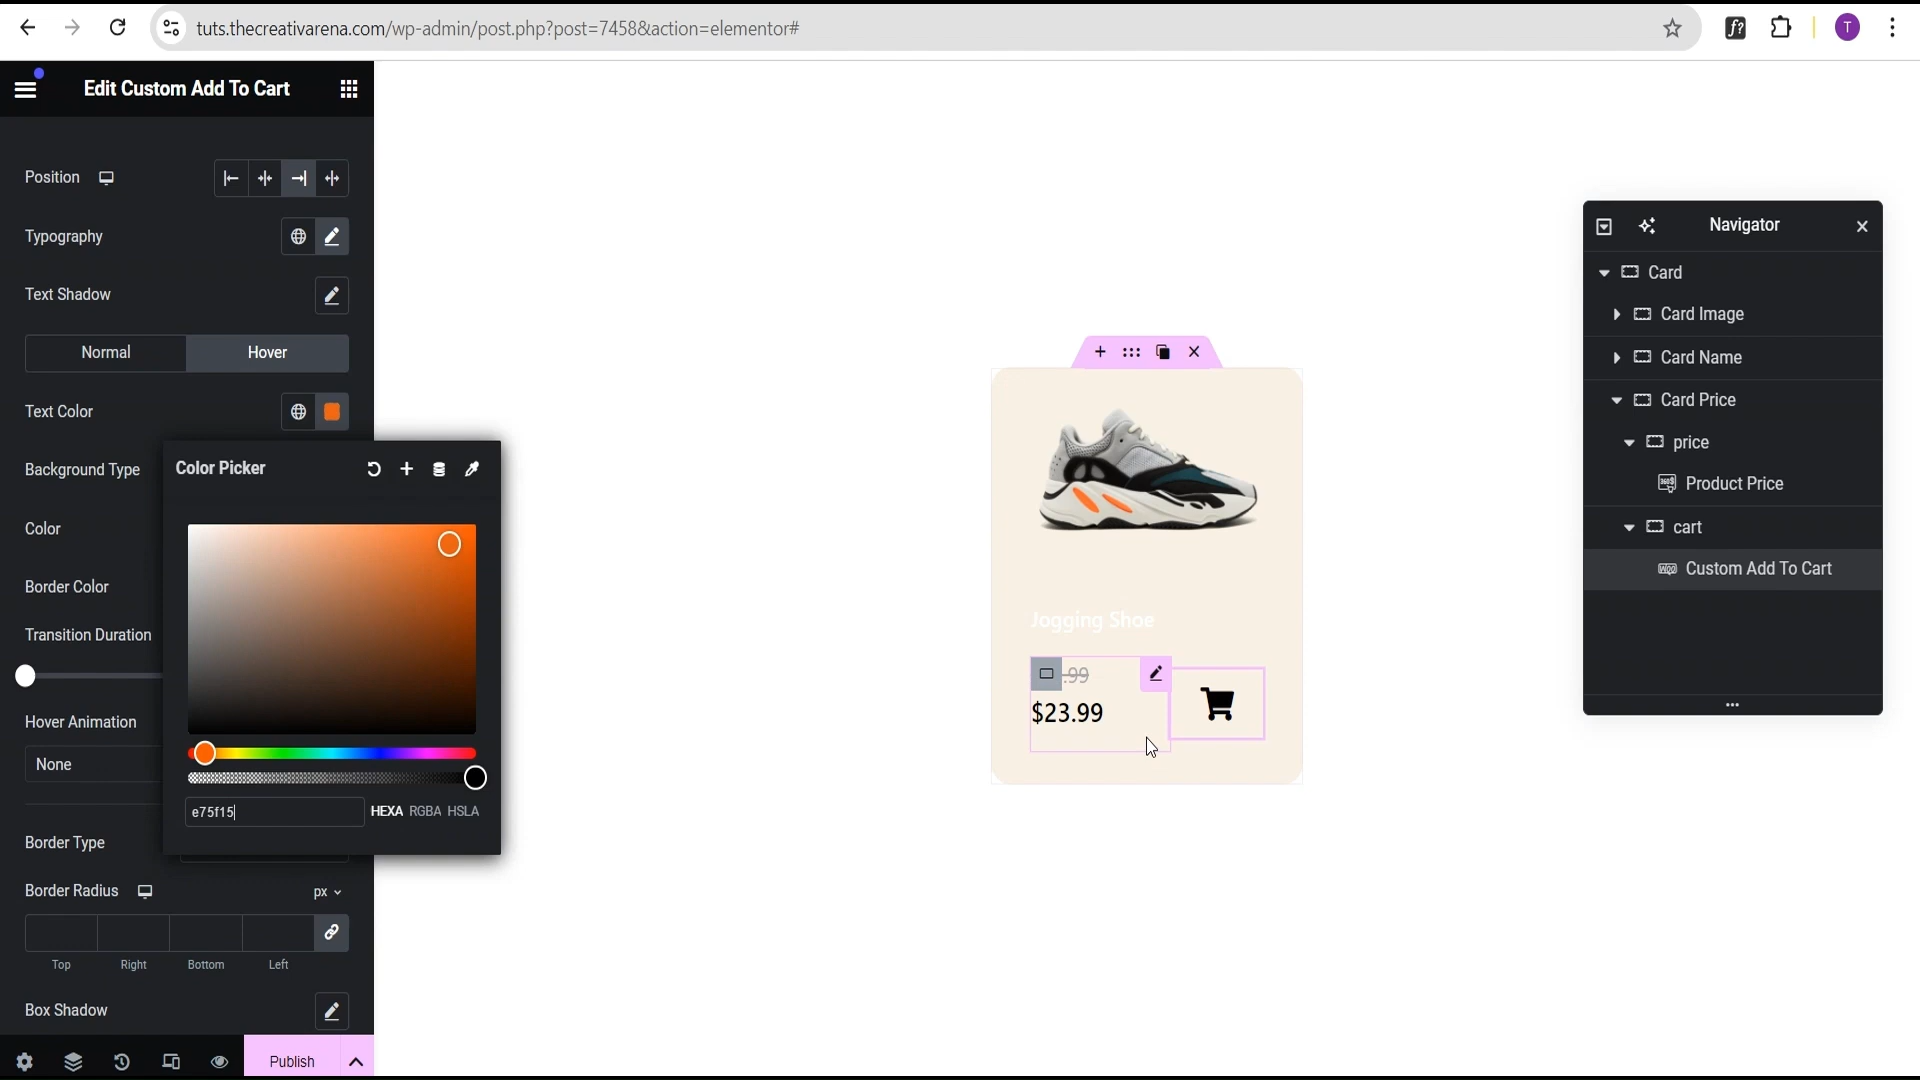 tuts.thecreativarena.com/wp-admin/post.php?post=7458&action=elementor#
f?
T
Edit Custom Add To Cart
Position
Typography
Text Shadow
Normal
Hover
Text Color
Background Type
Color
Border Color
Transition Duration
Hover Animation
None
Border Type
Border Radius
px
Top
Right
Bottom
Left
Box Shadow
Publish
Color Picker
e75f15
HEXA RGBA HSLA
Jogging Shoe
.99
$23.99
Navigator
Card
Card Image
Card Name
Card Price
price
Product Price
cart
Custom Add To Cart